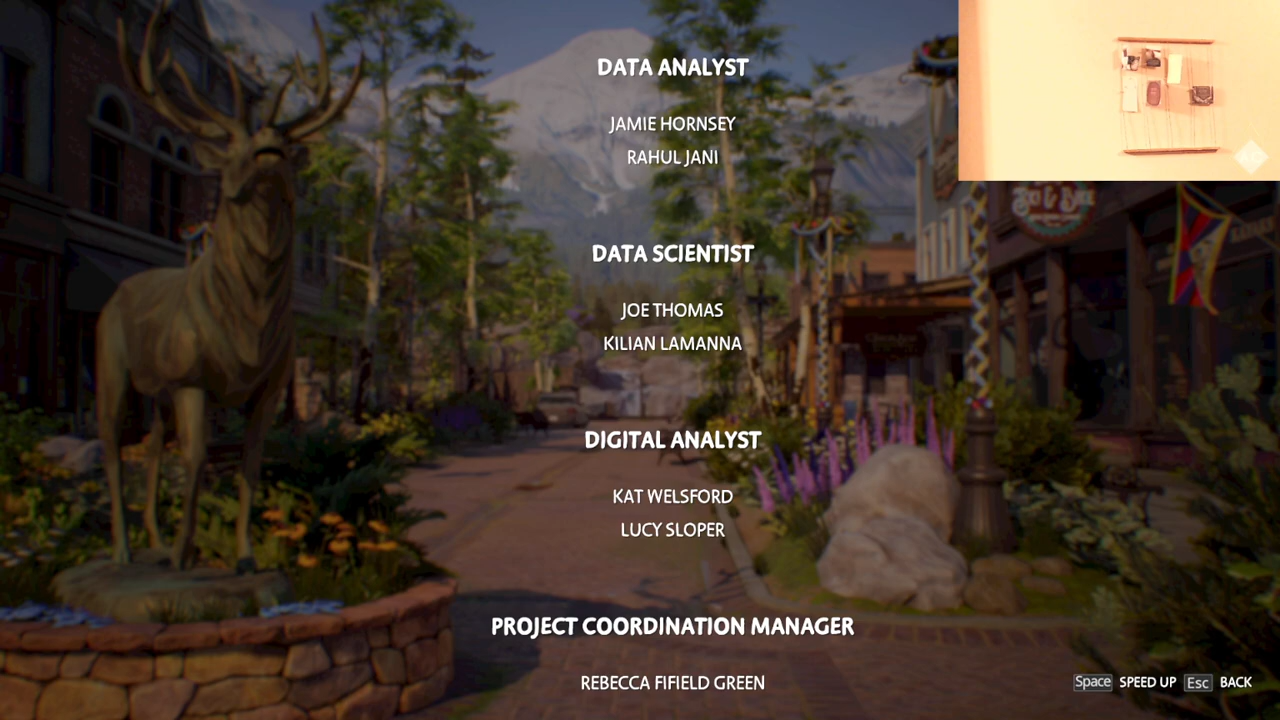 DATA ANALYST
JAMIE HORNSEY
RAHUL JANI
DATA SCIENTIST
JOE THOMAS
KILIAN LAMANNA
DIGITAL ANALYST
KAT WELSFORD
LUCY SLOPER
PROJECT COORDINATION MANAGER
REBECCA FIFIELD GREEN
Space SPEED UP Esc BACK